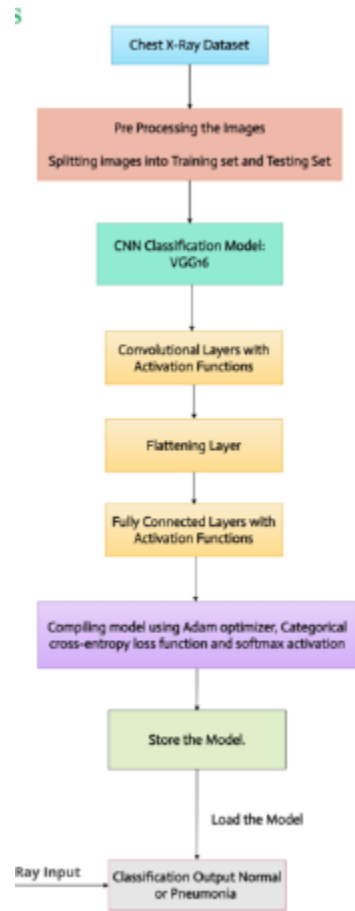 s
Chest X-Ray Dataset
Pre Processing the Images
Splitting images into Training set and Testing Set
CNN Classification Model:
VGG16
Convolutional Layers with
Activation Functions
Flattening Layer
Fully Connected Layers with
Activation Functions
Compiling model using Adam optimizer, Categorical
cross-entropy loss function and softmax activation
Store the Model.
Load the Model
Ray Input
Classification Output Normal
or Pneumonia